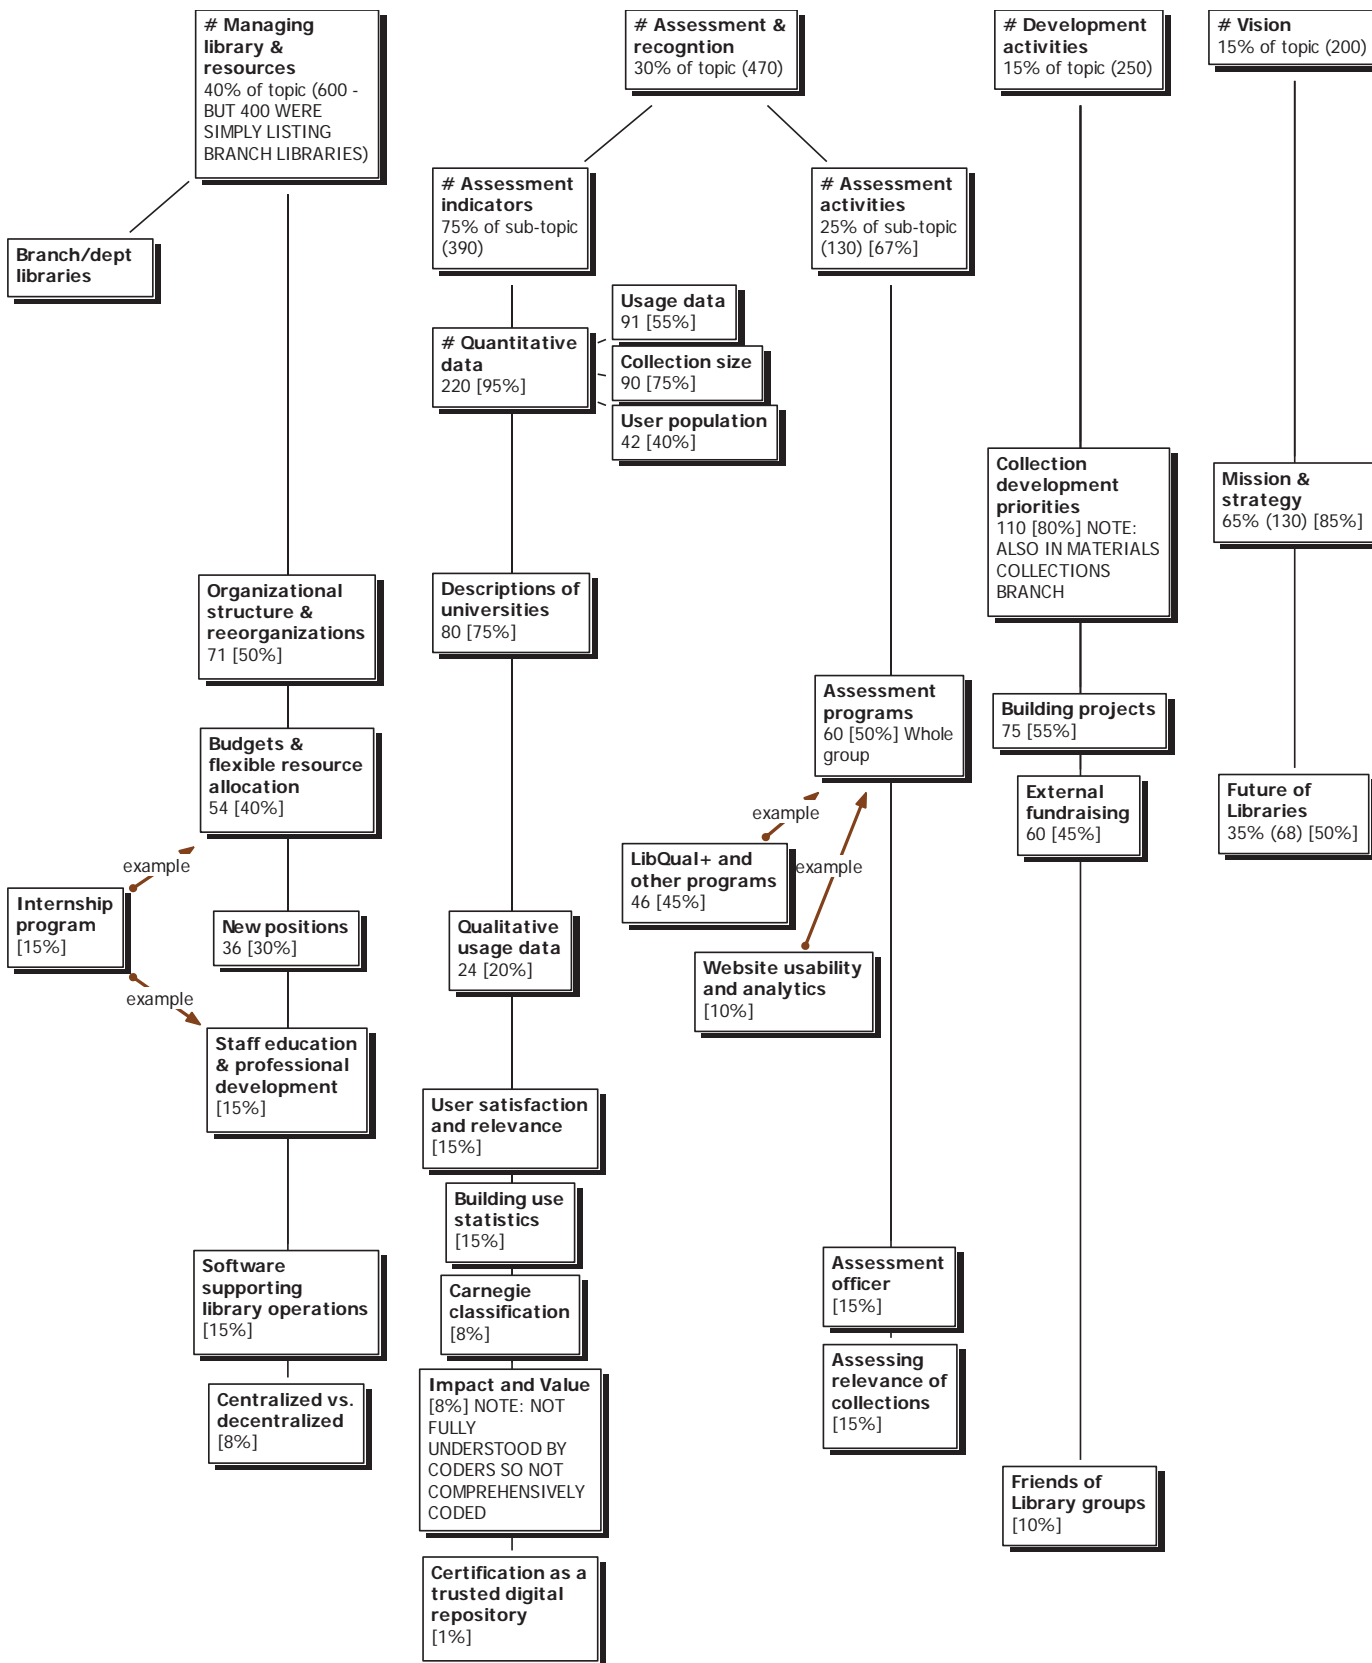 # Managing
library &
resources
40% of topic (600 -
BUT 400 WERE
SIMPLY LISTING
BRANCH LIBRARIES)
Branch/dept
libraries
Organizational
structure &
reeorganizations
71 [50%]
Budgets &
flexible resource
allocation
54 [40%]
example
Internship
program
[15%]
example
New positions
36 [30%]
Staff education
& professional
development
[15%]
Software
supporting
library operations
[15%]
Centralized vs.
decentralized
[8%]
# Assessment &
recogntion
30% of topic (470)
# Assessment
indicators
75% of sub-topic
(390)
# Quantitative
data
220 [95%]
Usage data
91 [55%]
Collection size
90 [75%]
User population
42 [40%]
Descriptions of
universities
80 [75%]
Qualitative
usage data
24 [20%]
User satisfaction
and relevance
[15%]
Building use
statistics
[15%]
Carnegie
classification
[8%]
Impact and Value
[8%] NOTE: NOT
FULLY
UNDERSTOOD BY
CODERS SO NOT
COMPREHENSIVELY
CODED
Certification as a
trusted digital
repository
[1%]
# Assessment
activities
25% of sub-topic
(130) [67%]
Assessment
programs
60 [50%] Whole
group
example
LibQual+ and
other programs
46 [45%]
example
Website usability
and analytics
[10%]
Assessment
officer
[15%]
Assessing
relevance of
collections
[15%]
# Development
activities
15% of topic (250)
Collection
development
priorities
110 [80%] NOTE:
ALSO IN MATERIALS
COLLECTIONS
BRANCH
Building projects
75 [55%]
External
fundraising
60 [45%]
Friends of
Library groups
[10%]
# Vision
15% of topic (200)
Mission &
strategy
65% (130) [85%]
Future of
Libraries
35% (68) [50%]